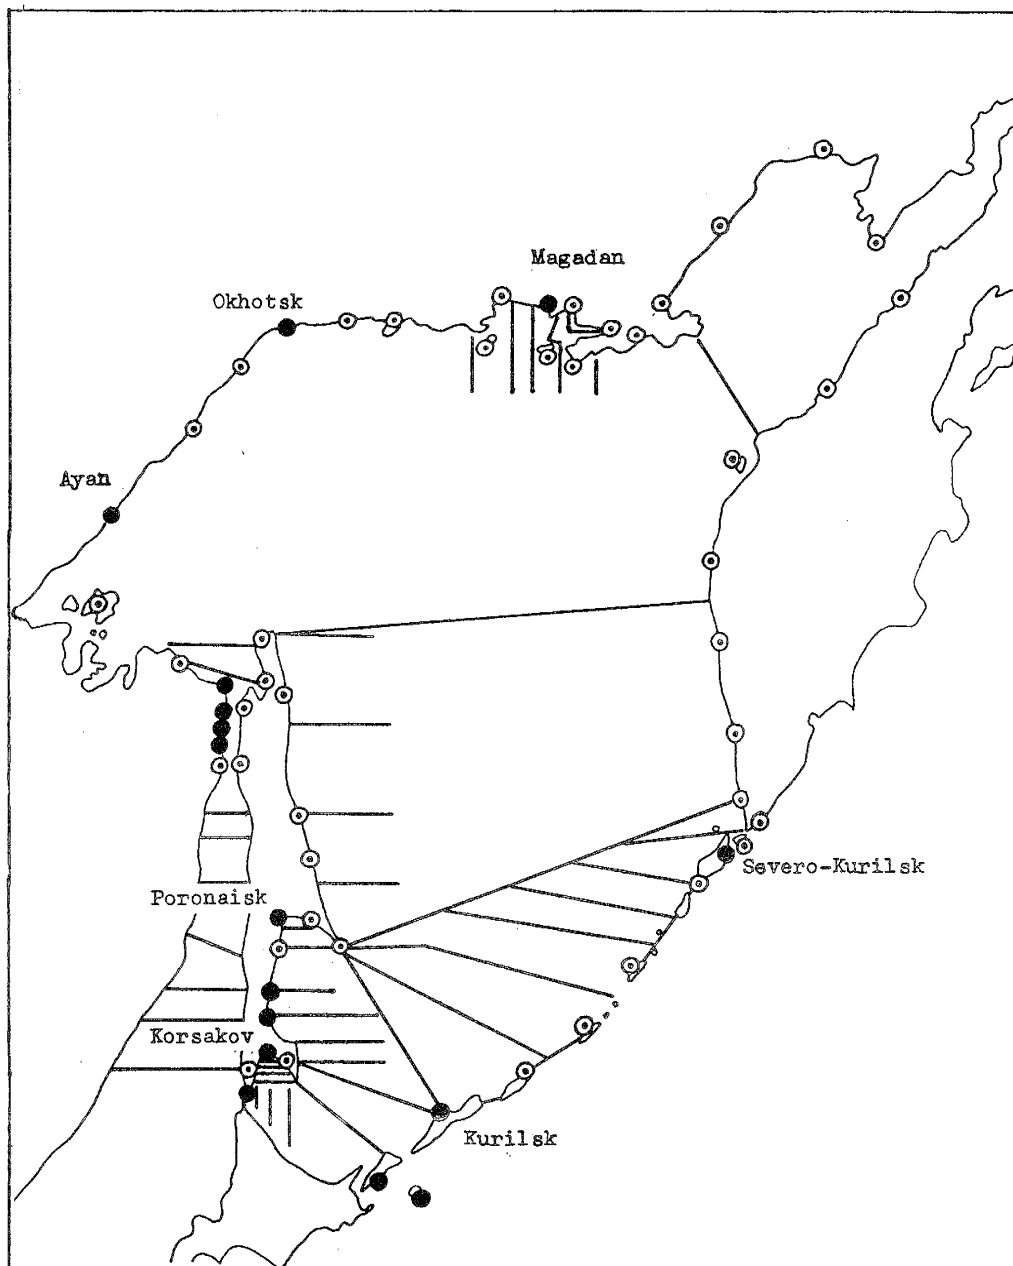 Magadan
Okhotsk
Ayan
Severo-Kurilsk
Poronaisk
Korsakov
Kurilsk